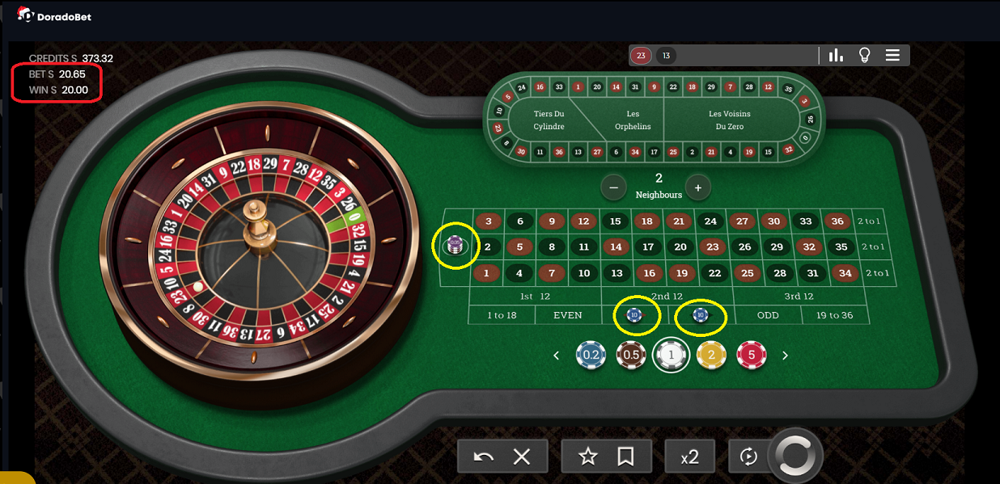 DoradoBet
CREDITS S 373.32
BET S 20.65
WIN S 20.00
23 13
5 24 16 33 1 20 14 31 9 22 18 29 7 28 12 35 3
10 23 8
26 0
Tiers Du
Cylindre
Les
Orphelins
Les Voisins
Du Zero
30 11 36 13 27 6 34 17 25 2 21 4 19 15 32
2
Neighbours
0 32 15 19 4 21 2 25 17 34 6 27 13 36 11 30 8 23 10 5 24 16 33 1 20 14 31 9 22 18 29 7 28 12 35 3 26
3 6 9 12 15 18 21 24 27 30 33 36 2 to 1
0.05 2 5 8 11 14 17 20 23 26 29 32 35 2 to 1
1 4 7 10 13 16 19 22 25 28 31 34 2 to 1
1st 12 2nd 12 3rd 12
1 to 18 EVEN 10 10 ODD 19 to 36
0.2 0.5 1 2 5
x2